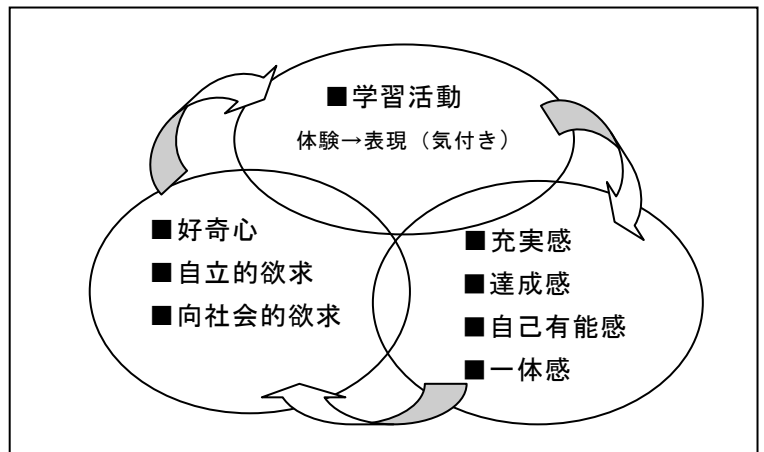 ■学習活動
体験→表現（気付き）
■好奇心
■自立的欲求
■向社会的欲求
■充実感
■達成感
■自己有能感
■一体感